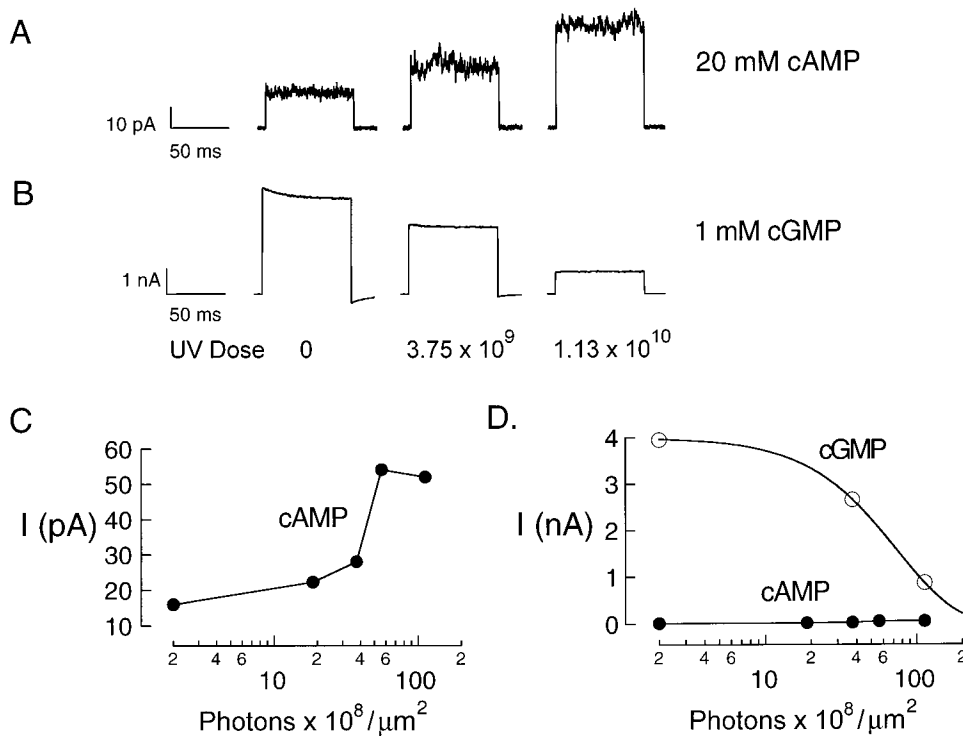 A
20 mM cAMP
10 pA
50 ms
B
1 mM cGMP
1 nA
50 ms
UV Dose 0 3.75 x 10⁹ 1.13 x 10¹⁰
C
60
50
40
30
20
10
I (pA)
cAMP
2 4 6 2 4 6 2
10 100
Photons x 10⁸/μm²
D.
4
3
2
1
0
I (nA)
cGMP
cAMP
2 4 6 2 4 6 2
10 100
Photons x 10⁸/μm²